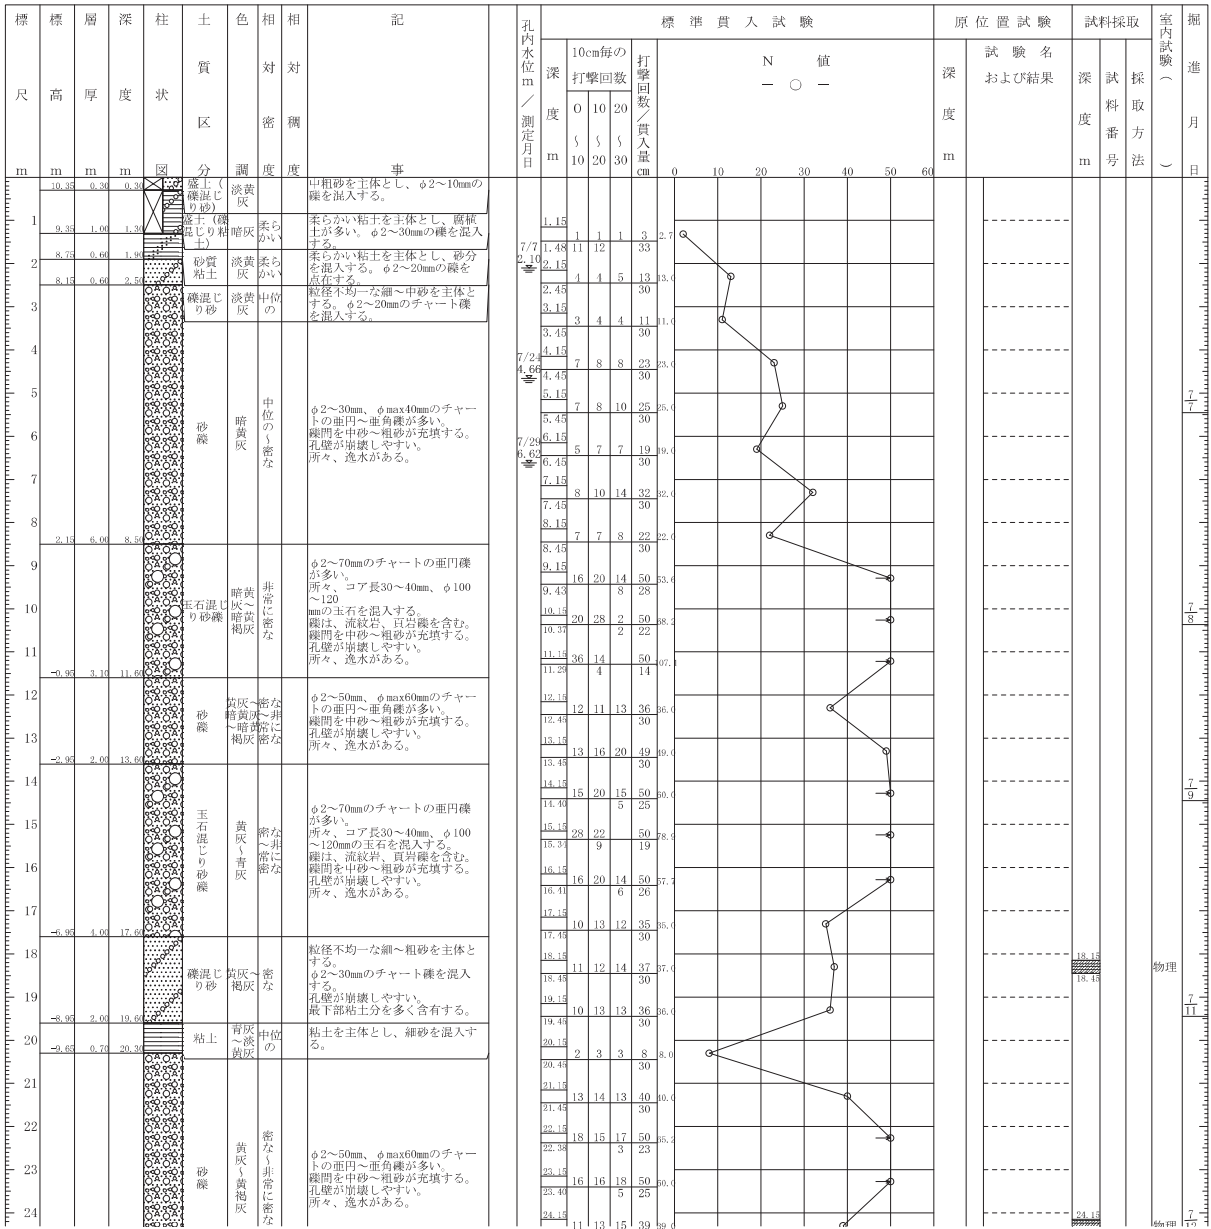 標尺 m
標高 m
層厚 m
深度 m
柱状図
土質区分
色調
相対密度
相対稠度
記事
孔内水位m／測定月日
標準貫入試験
深度 m
10cm毎の打撃回数
0〜10
10〜20
20〜30
打撃回数／貫入量 cm
N 値
─ ○ ─
0 10 20 30 40 50 60
原位置試験
深度 m
試験名および結果
試料採取
深度 m
試料番号
採取方法
室内試験（ ）
掘進月日
10.35 0.30 0.30
盛土（礫混じり砂）
淡黄灰
中粗砂を主体とし、φ2〜10mmの
礫を混入する。
1
9.35 1.00 1.30
盛土（礫混じり粘土）
暗灰
柔らかい
柔らかい粘土を主体とし、腐植
土が多い。φ2〜30mmの礫を混入
する。
8.75 0.60 1.90
砂質粘土
淡黄灰
柔らかい
柔らかい粘土を主体とし、砂分
を混入する。φ2〜20mmの礫を
点在する。
2
8.15 0.60 2.50
礫混じり砂
淡黄灰
中位の
粒径不均一な細〜中砂を主体と
する。φ2〜20mmのチャート礫
を混入する。
3
4
5
6
7
8
2.15 6.00 8.50
砂礫
暗黄灰
中位の〜密な
φ2〜30mm、φmax40mmのチャー
トの亜円〜亜角礫が多い。
礫間を中砂〜粗砂が充填する。
孔壁が崩壊しやすい。
所々、逸水がある。
9
10
11
-0.95 3.10 11.60
玉石混じり砂礫
暗黄灰〜暗黄褐灰
非常に密な
φ2〜70mmのチャートの亜円礫
が多い。
所々、コア長30〜40mm、φ100
〜120
mmの玉石を混入する。
礫は、流紋岩、頁岩礫を含む。
礫間を中砂〜粗砂が充填する。
孔壁が崩壊しやすい。
所々、逸水がある。
12
13
-2.95 2.00 13.60
砂礫
黄灰〜暗黄灰〜暗黄褐灰
密な〜非常に密な
φ2〜50mm、φmax60mmのチャー
トの亜円〜亜角礫が多い。
礫間を中砂〜粗砂が充填する。
孔壁が崩壊しやすい。
所々、逸水がある。
14
15
16
17
-6.95 4.00 17.60
玉石混じり砂礫
黄灰〜青灰
密な〜非常に密な
φ2〜70mmのチャートの亜円礫
が多い。
所々、コア長30〜40mm、φ100
〜120mmの玉石を混入する。
礫は、流紋岩、頁岩礫を含む。
礫間を中砂〜粗砂が充填する。
孔壁が崩壊しやすい。
所々、逸水がある。
18
19
-8.95 2.00 19.60
礫混じり砂
黄灰〜褐灰
密な
粒径不均一な細〜粗砂を主体と
する。
φ2〜30mmのチャート礫を混入
する。
孔壁が崩壊しやすい。
最下部粘土分を多く含有する。
20
-9.65 0.70 20.30
粘土
青灰〜淡黄灰
中位の
粘土を主体とし、細砂を混入す
る。
21
22
23
24
砂礫
黄灰〜黄褐灰
密な〜非常に密な
φ2〜50mm、φmax60mmのチャー
トの亜円〜亜角礫が多い。
礫間を中砂〜粗砂が充填する。
孔壁が崩壊しやすい。
所々、逸水がある。
7/7
2.10
7/24
4.66
7/29
6.62
1.15 1 1 1 3 2.7
1.48 11 12 33
2.15 4 4 5 13 13.0
2.45 30
3.15 3 4 4 11 11.0
3.45 30
4.15 7 8 8 23 23.0
4.45 30
5.15 7 8 10 25 25.0
5.45 30
6.15 5 7 7 19 19.0
6.45 30
7.15 8 10 14 32 32.0
7.45 30
8.15 7 7 8 22 22.0
8.45 30
9.15 16 20 14 50 53.6
9.43 8 28
10.15 20 28 2 50 68.2
10.37 2 22
11.15 36 14 50 107.1
11.29 4 14
12.15 12 11 13 36 36.0
12.45 30
13.15 13 16 20 49 49.0
13.45 30
14.15 15 20 15 50 60.0
14.40 5 25
15.15 28 22 50 78.9
15.34 9 19
16.15 16 20 14 50 57.7
16.41 6 26
17.15 10 13 12 35 35.0
17.45 30
18.15 11 12 14 37 37.0
18.45 30
19.15 10 13 13 36 36.0
19.45 30
20.15 2 3 3 8 8.0
20.45 30
21.15 13 14 13 40 40.0
21.45 30
22.15 18 15 17 50 65.2
22.38 3 23
23.15 16 16 18 50 60.0
23.40 5 25
24.15 11 13 15 39 39.0
18.15
18.45
物理
24.15
物理
7/7
7/8
7/9
7/11
7/12